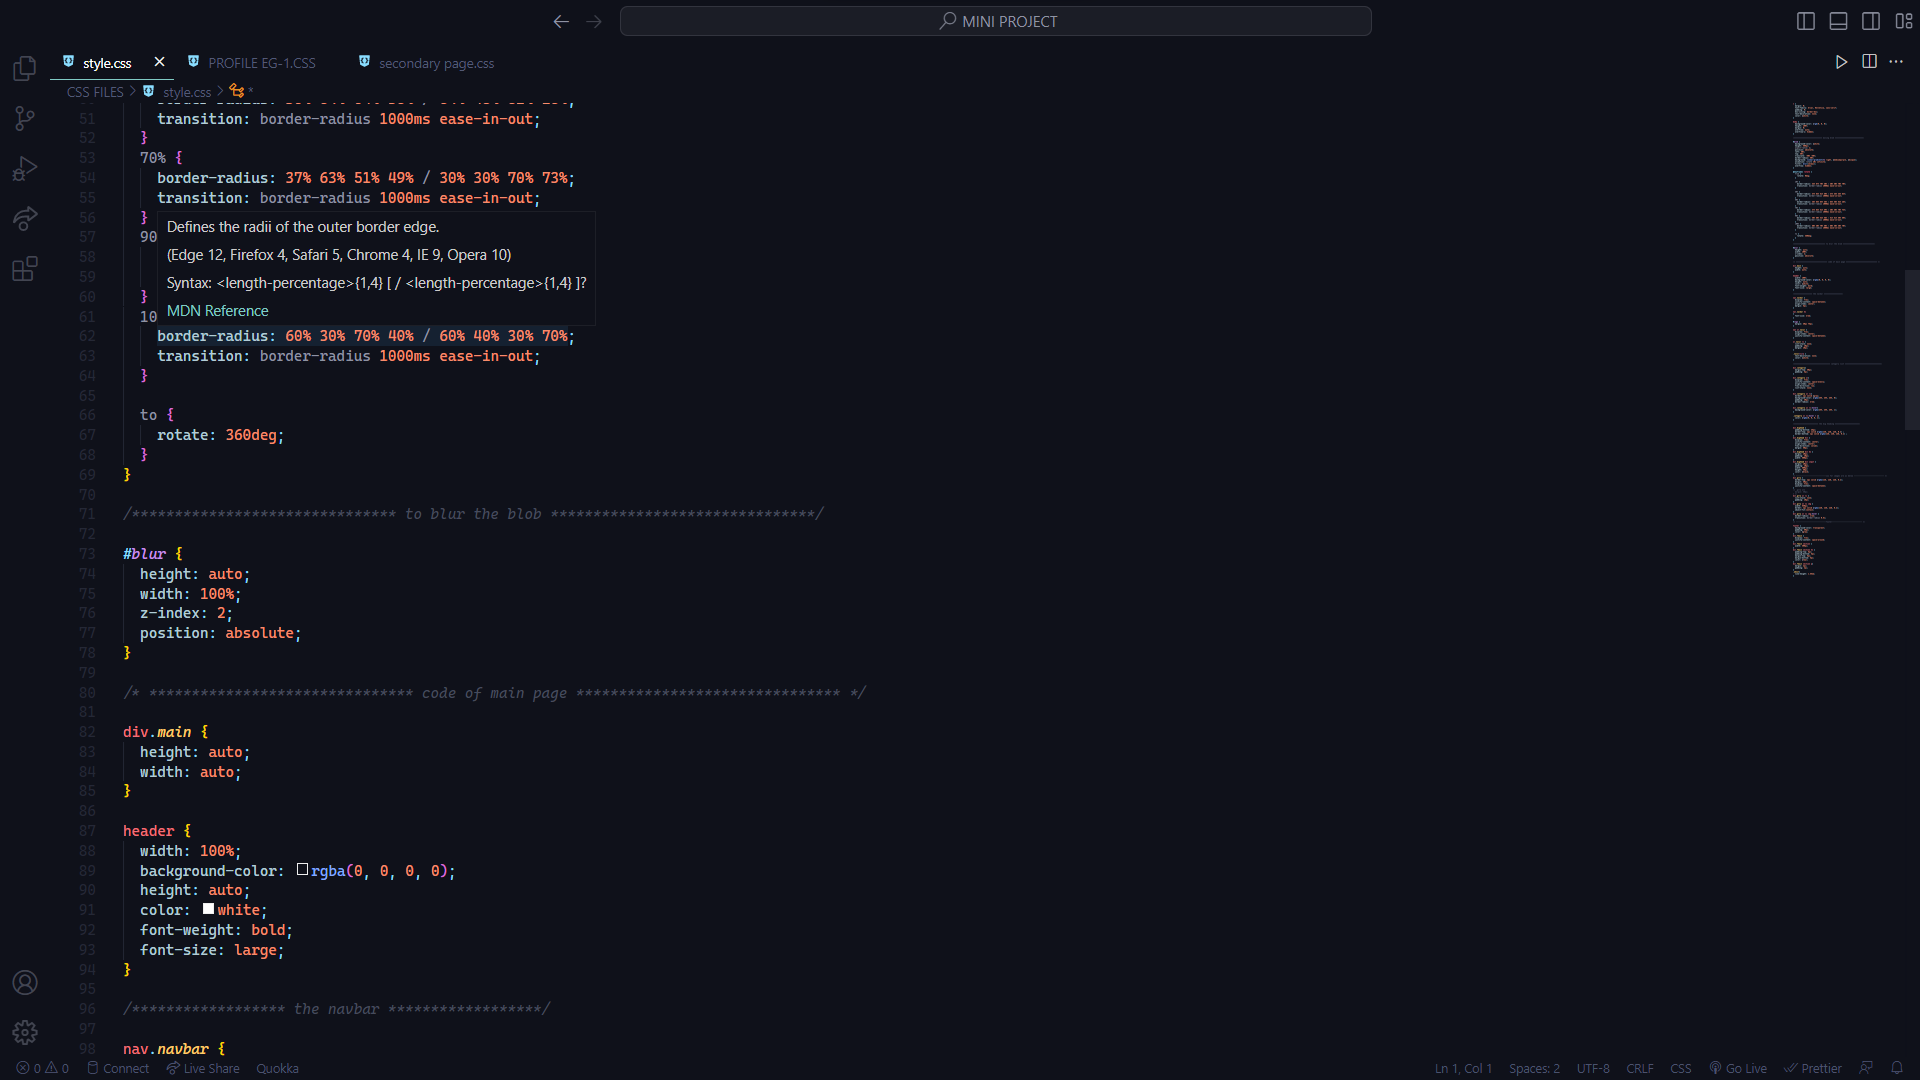 MINI PROJECT
style.css
PROFILE EG-1.CSS
secondary page.css
CSS FILES > style.css > *
51 transition: border-radius 1000ms ease-in-out;
52 }
53 70% {
54 border-radius: 37% 63% 51% 49% / 30% 30% 70% 73%;
55 transition: border-radius 1000ms ease-in-out;
56 }
Defines the radii of the outer border edge.
57 90
58 (Edge 12, Firefox 4, Safari 5, Chrome 4, IE 9, Opera 10)
59 Syntax: <length-percentage>{1,4} [ / <length-percentage>{1,4} ]?
60 }
MDN Reference
61 10
62 border-radius: 60% 30% 70% 40% / 60% 40% 30% 70%;
63 transition: border-radius 1000ms ease-in-out;
64 }
65
66 to {
67 rotate: 360deg;
68 }
69 }
70
71 /******************************* to blur the blob *******************************/
72
73 #blur {
74 height: auto;
75 width: 100%;
76 z-index: 2;
77 position: absolute;
78 }
79
80 /* ******************************* code of main page ******************************* */
81
82 div.main {
83 height: auto;
84 width: auto;
85 }
86
87 header {
88 width: 100%;
89 background-color: rgba(0, 0, 0, 0);
90 height: auto;
91 color: white;
92 font-weight: bold;
93 font-size: large;
94 }
95
96 /****************** the navbar ******************/
97
98 nav.navbar {
0 0 Connect Live Share Quokka Ln 1, Col 1 Spaces: 2 UTF-8 CRLF CSS Go Live Prettier